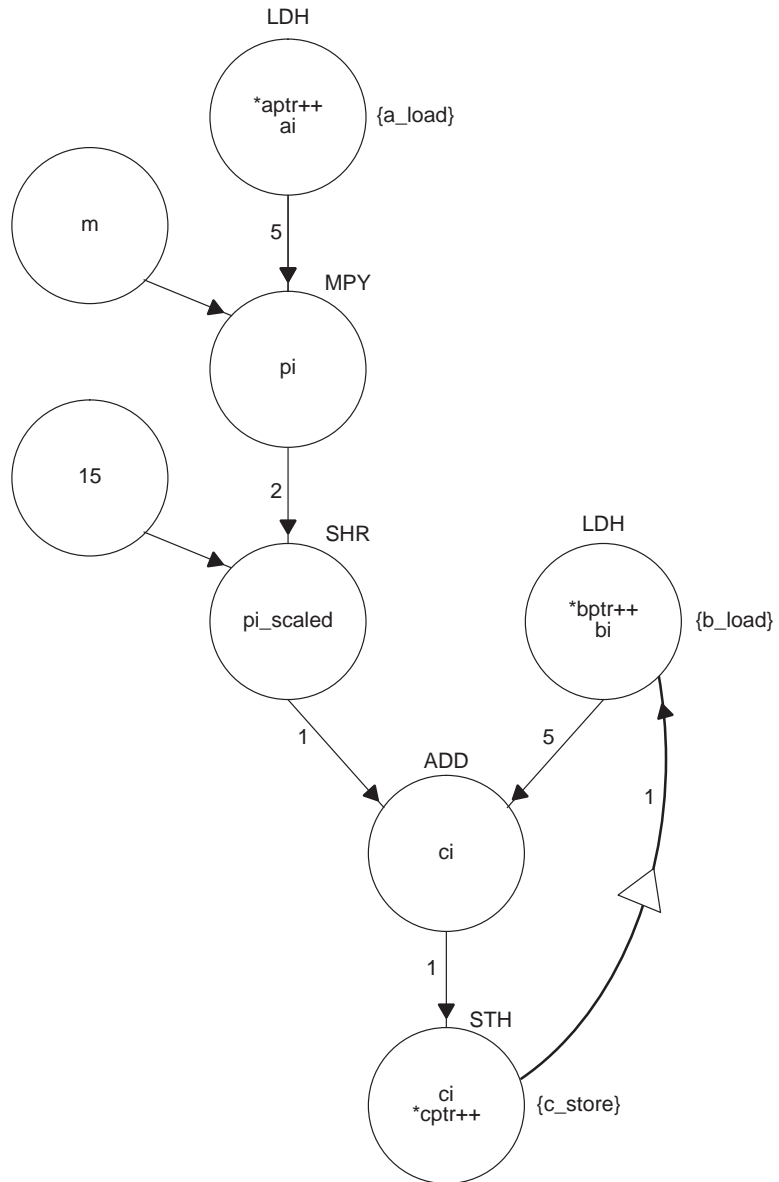 LDH
*aptr++
ai
{a_load}
m
5
MPY
pi
15
2
SHR
LDH
pi_scaled
*bptr++
bi
{b_load}
1
5
ADD
1
ci
1
STH
ci
*cptr++
{c_store}